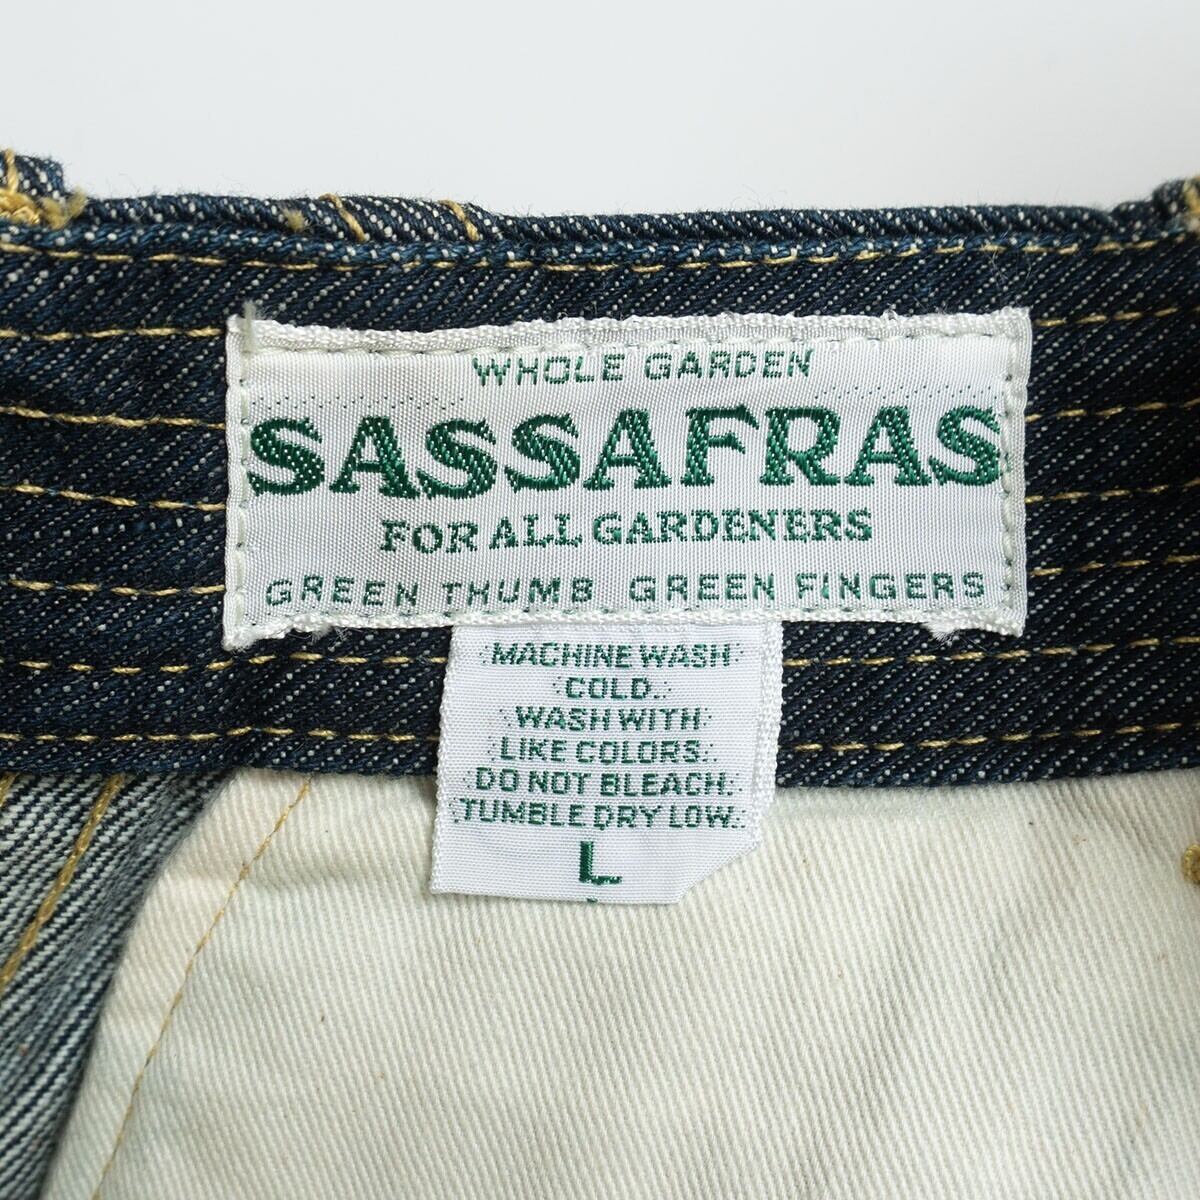 WHOLE GARDEN
SASSAFRAS
FOR ALL GARDENERS
GREEN THUMB GREEN FINGERS
MACHINE WASH
COLD.
WASH WITH
LIKE COLORS.
DO NOT BLEACH.
TUMBLE DRY LOW.
L